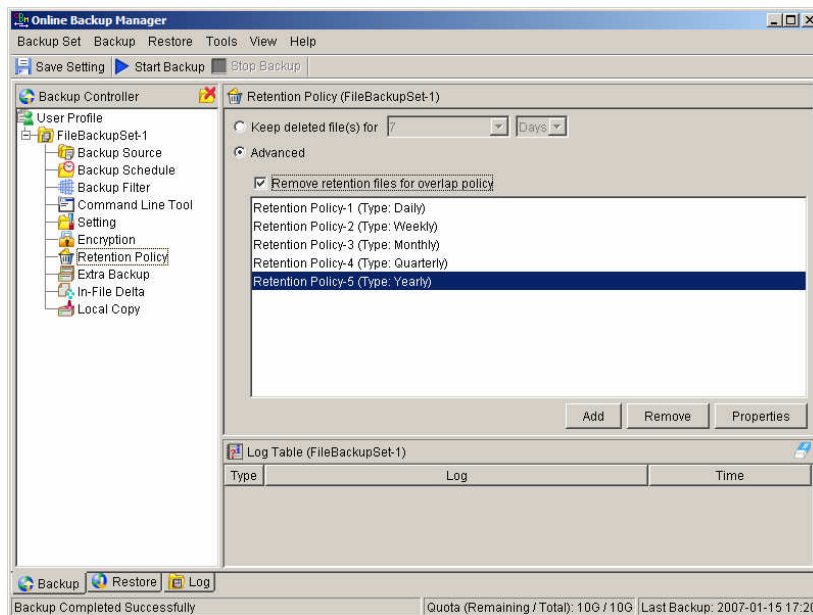 Online Backup Manager
Backup Set Backup Restore Tools View Help
Save Setting Start Backup Stop Backup
Backup Controller
User Profile
FileBackupSet-1
Backup Source
Backup Schedule
Backup Filter
Command Line Tool
Setting
Encryption
Retention Policy
Extra Backup
In-File Delta
Local Copy
Retention Policy (FileBackupSet-1)
Keep deleted file(s) for 7 Days
Advanced
Remove retention files for overlap policy
Retention Policy-1 (Type: Daily)
Retention Policy-2 (Type: Weekly)
Retention Policy-3 (Type: Monthly)
Retention Policy-4 (Type: Quarterly)
Retention Policy-5 (Type: Yearly)
Add Remove Properties
Log Table (FileBackupSet-1)
Type Log Time
Backup Restore Log
Backup Completed Successfully Quota (Remaining / Total): 10G / 10G Last Backup: 2007-01-15 17:20